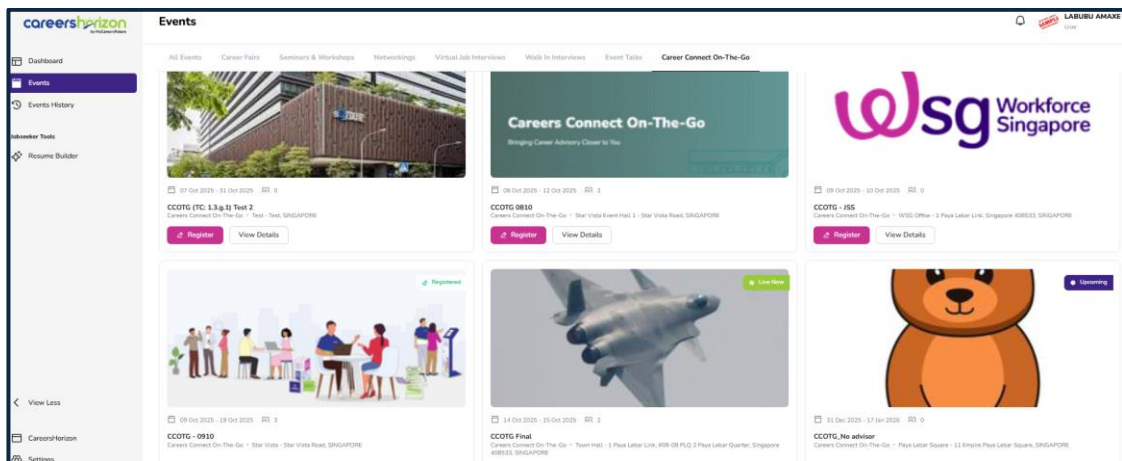 careershorizon
by MyCareersFuture
Events
SAMPLE
LABUBU AMAXE
User
Dashboard
Events
Events History
Jobseeker Tools
Resume Builder
View Less
CareersHorizon
Settings
All Events
Career Fairs
Seminars & Workshops
Networkings
Virtual Job Interviews
Walk In Interviews
Event Talks
Career Connect On-The-Go
07 Oct 2025 - 31 Oct 2025 0
CCOTG (TC: 1.3.g.1) Test 2
Careers Connect On-The-Go • Test - Test, SINGAPORE
Register
View Details
Careers Connect On-The-Go
Bringing Career Advisory Closer to You
08 Oct 2025 - 12 Oct 2025 2
CCOTG 0810
Careers Connect On-The-Go • Star Vista Event Hall 1 - Star Vista Road, SINGAPORE
Register
View Details
wsg Workforce
Singapore
09 Oct 2025 - 10 Oct 2025 0
CCOTG - JSS
Careers Connect On-The-Go • WSG Office - 1 Paya Lebar Link, Singapore 408533, SINGAPORE
Register
View Details
Registered
09 Oct 2025 - 19 Oct 2025 3
CCOTG - 0910
Careers Connect On-The-Go • Star Vista - Star Vista Road, SINGAPORE
Live Now
14 Oct 2025 - 15 Oct 2025 2
CCOTG Final
Careers Connect On-The-Go • Town Hall - 1 Paya Lebar Link, #08-08 PLQ 2 Paya Lebar Quarter, Singapore
408533, SINGAPORE
Upcoming
31 Dec 2025 - 17 Jan 2026 0
CCOTG_No advisor
Careers Connect On-The-Go • Paya Lebar Square - 11 Empire Paya Lebar Square, SINGAPORE